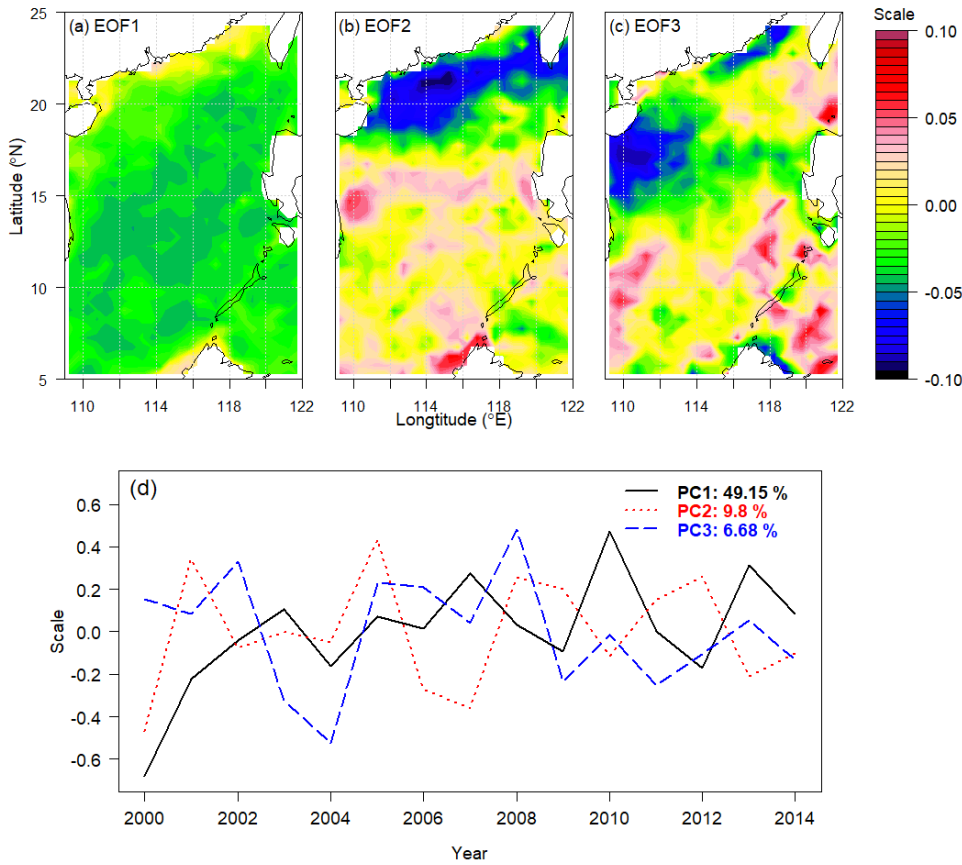 (a) EOF1
(b) EOF2
(c) EOF3
Scale
25
20
15
10
5
Latitude (°N)
110 114 118 122
110 114 118 122
110 114 118 122
Longtitude (°E)
0.10
0.05
0.00
-0.05
-0.10
(d)
PC1: 49.15 %
PC2: 9.8 %
PC3: 6.68 %
0.6
0.4
0.2
0.0
-0.2
-0.4
-0.6
Scale
2000 2002 2004 2006 2008 2010 2012 2014
Year